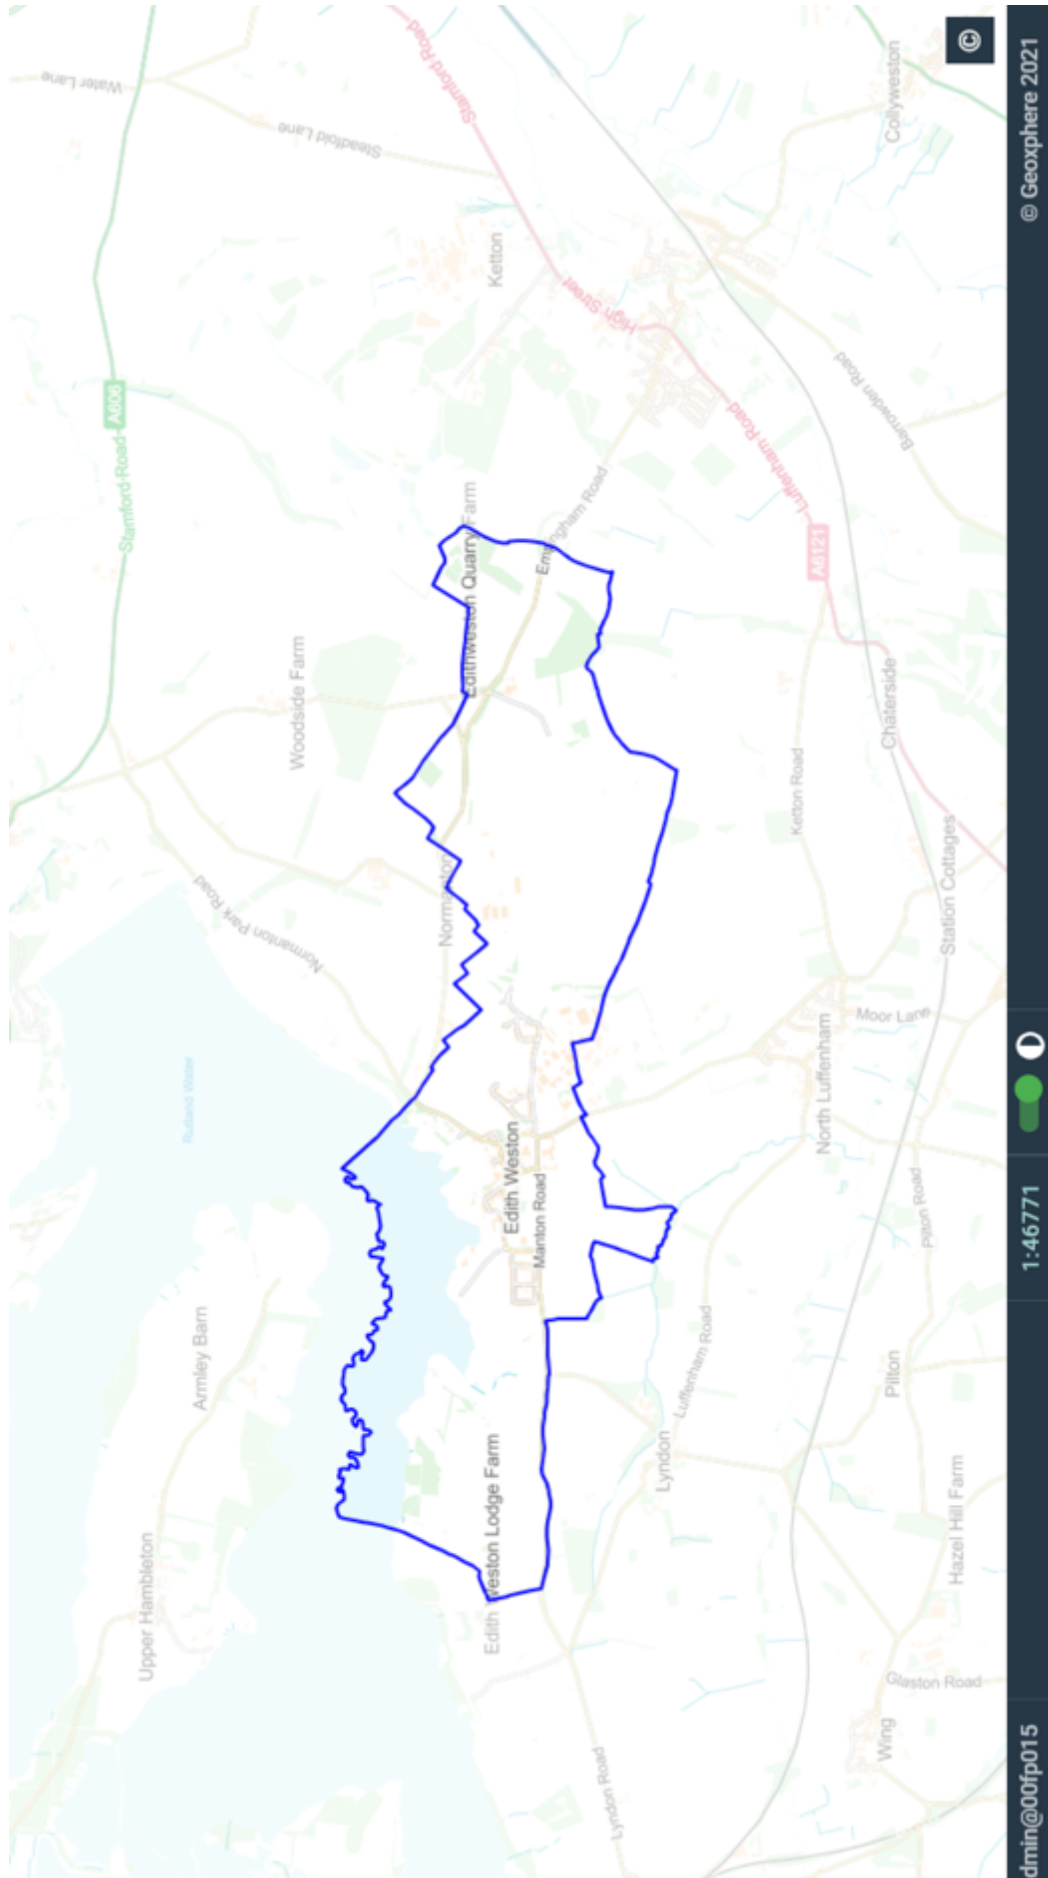 Upper Hambleton
Armley Barn
Rutland Water
Normanton Park Road
Woodside Farm
Stamford Road
A606
Steadfold Lane
Water Lane
Stamford Road
Ketton
High Street
Collyweston
Barrowden Road
Luffenham Road
A6121
Edithweston Quarry Farm
Empingham Road
Normanton
Edith Weston
Manton Road
Edith Weston Lodge Farm
Lyndon
Luffenham Road
North Luffenham
Ketton Road
Chaterside
Station Cottages
Moor Lane
Pilton Road
Pilton
Hazel Hill Farm
Glaston Road
Wing
Lyndon Road
©
dmin@00fp015
1:46771
© Geoxphere 2021